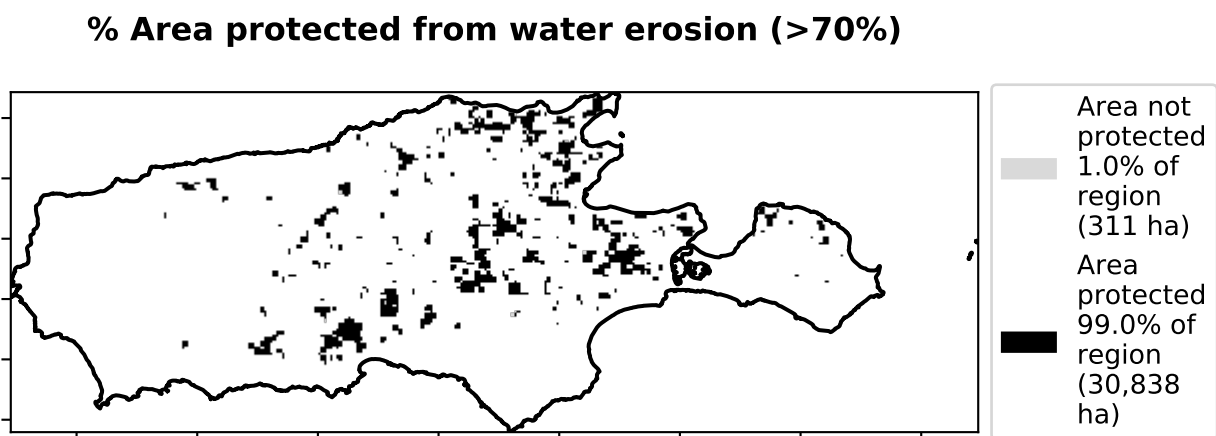 % Area protected from water erosion (>70%)
Area not
protected
1.0% of
region
(311 ha)
Area
protected
99.0% of
region
(30,838
ha)